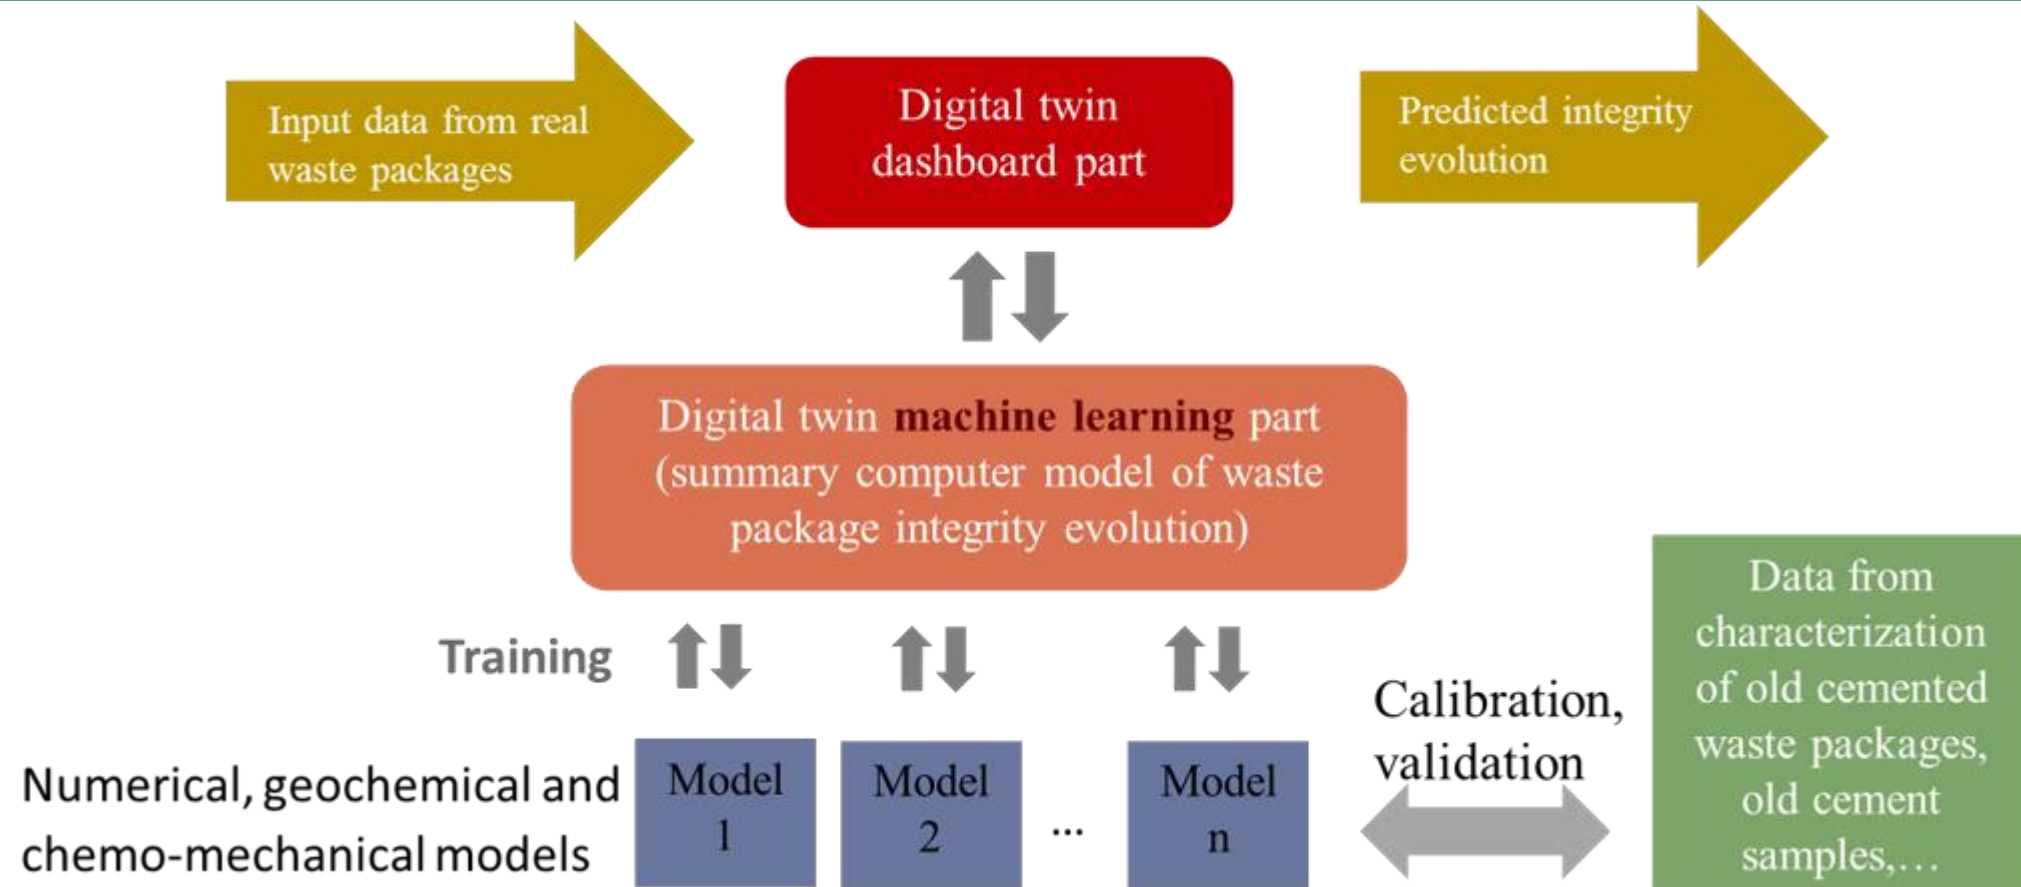 Input data from real
waste packages
Digital twin
dashboard part
Predicted integrity
evolution
Digital twin machine learning part
(summary computer model of waste
package integrity evolution)
Training
Numerical, geochemical and
chemo-mechanical models
Model
1
Model
2
...
Model
n
Calibration,
validation
Data from
characterization
of old cemented
waste packages,
old cement
samples,…